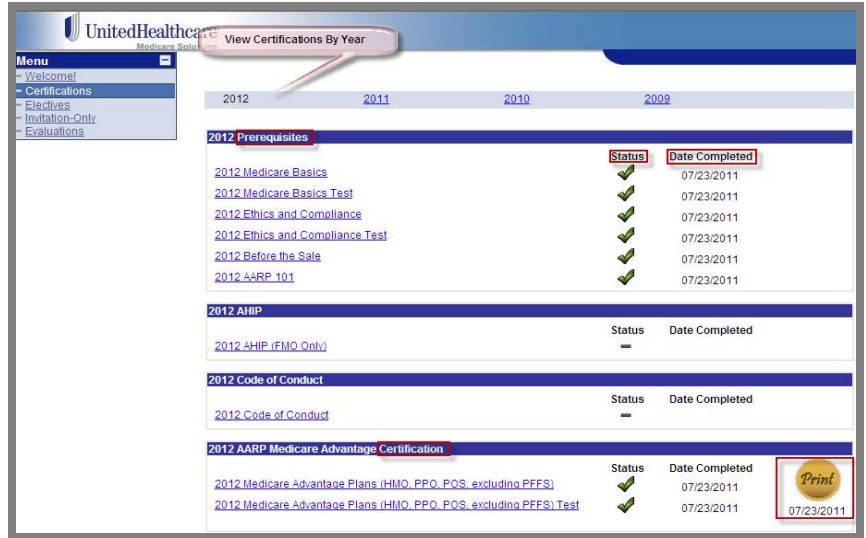 UnitedHealthcare
Medicare Solutions
View Certifications By Year
Menu
Welcome!
Certifications
Electives
Invitation-Only
Evaluations
2012 2011 2010 2009
2012 Prerequisites
Status Date Completed
2012 Medicare Basics 07/23/2011
2012 Medicare Basics Test 07/23/2011
2012 Ethics and Compliance 07/23/2011
2012 Ethics and Compliance Test 07/23/2011
2012 Before the Sale 07/23/2011
2012 AARP 101 07/23/2011
2012 AHIP
Status Date Completed
2012 AHIP (FMO Only)
2012 Code of Conduct
Status Date Completed
2012 Code of Conduct
2012 AARP Medicare Advantage Certification
Status Date Completed
2012 Medicare Advantage Plans (HMO, PPO, POS, excluding PFFS) 07/23/2011 Print
2012 Medicare Advantage Plans (HMO, PPO, POS, excluding PFFS) Test 07/23/2011 07/23/2011